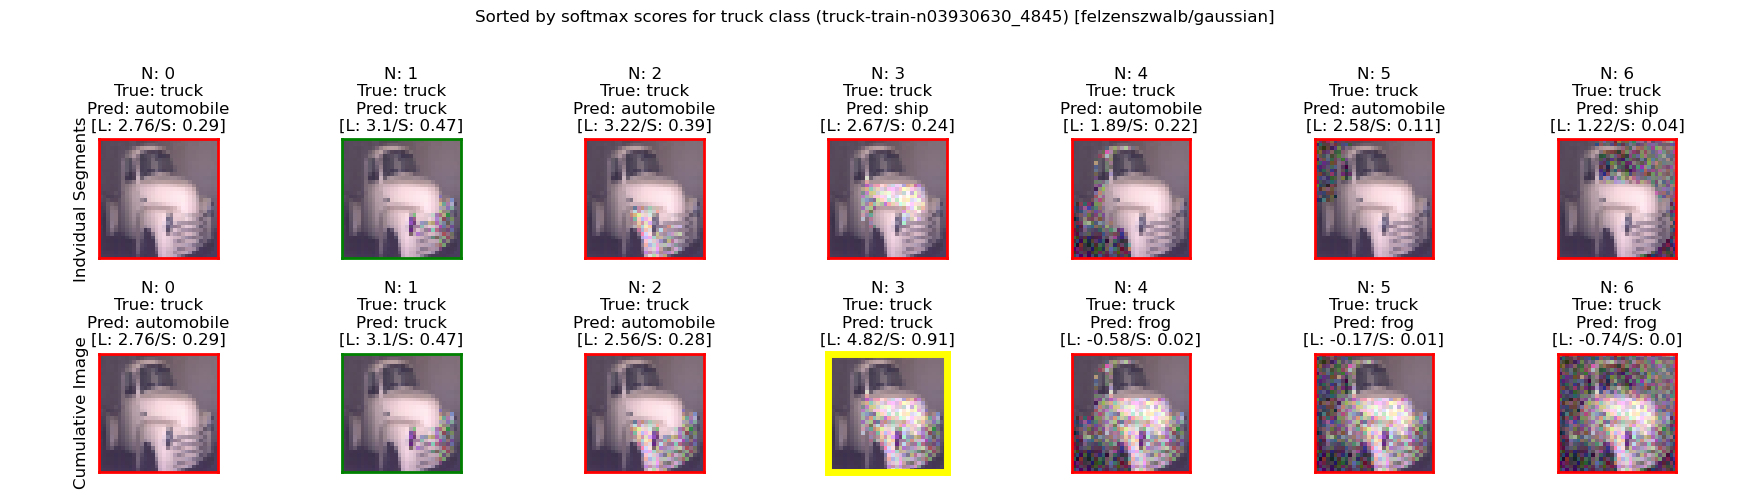 Sorted by softmax scores for truck class (truck-train-n03930630_4845) [felzenszwalb/gaussian]
Indvidual Segments
N: 0
True: truck
Pred: automobile
[L: 2.76/S: 0.29]
N: 1
True: truck
Pred: truck
[L: 3.1/S: 0.47]
N: 2
True: truck
Pred: automobile
[L: 3.22/S: 0.39]
N: 3
True: truck
Pred: ship
[L: 2.67/S: 0.24]
N: 4
True: truck
Pred: automobile
[L: 1.89/S: 0.22]
N: 5
True: truck
Pred: automobile
[L: 2.58/S: 0.11]
N: 6
True: truck
Pred: ship
[L: 1.22/S: 0.04]
Cumulative Image
N: 0
True: truck
Pred: automobile
[L: 2.76/S: 0.29]
N: 1
True: truck
Pred: truck
[L: 3.1/S: 0.47]
N: 2
True: truck
Pred: automobile
[L: 2.56/S: 0.28]
N: 3
True: truck
Pred: truck
[L: 4.82/S: 0.91]
N: 4
True: truck
Pred: frog
[L: -0.58/S: 0.02]
N: 5
True: truck
Pred: frog
[L: -0.17/S: 0.01]
N: 6
True: truck
Pred: frog
[L: -0.74/S: 0.0]